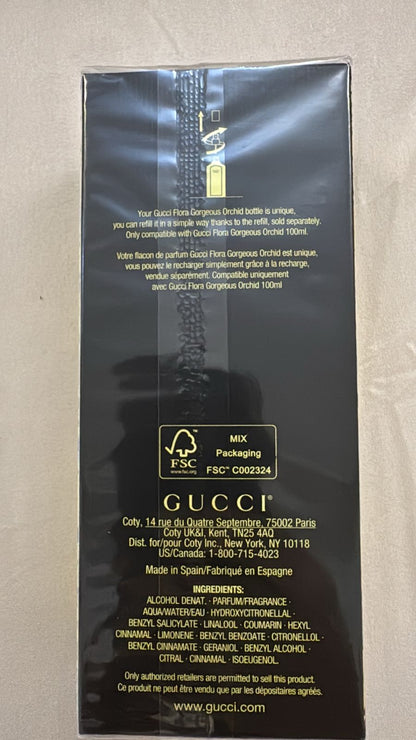 Your Gucci Flora Gorgeous Orchid bottle is unique,
you can refill it in a simple way thanks to the refill, sold separately.
Only compatible with Gucci Flora Gorgeous Orchid 100ml.
Votre flacon de parfum Gucci Flora Gorgeous Orchid est unique,
vous pouvez le recharger simplement grâce à la recharge,
vendue séparément. Compatible uniquement
avec Gucci Flora Gorgeous Orchid 100ml
FSC™
www.fsc.org
MIX
Packaging
FSC™ C002324
GUCCI®
Coty, 14 rue du Quatre Septembre, 75002 Paris
Coty UK&I, Kent, TN25 4AQ
Dist. for/pour Coty Inc., New York, NY 10118
US/Canada: 1-800-715-4023
Made in Spain/Fabriqué en Espagne
INGREDIENTS:
ALCOHOL DENAT. · PARFUM/FRAGRANCE ·
AQUA/WATER/EAU · HYDROXYCITRONELLAL ·
BENZYL SALICYLATE · LINALOOL · COUMARIN · HEXYL
CINNAMAL · LIMONENE · BENZYL BENZOATE · CITRONELLOL ·
BENZYL CINNAMATE · GERANIOL · BENZYL ALCOHOL ·
CITRAL · CINNAMAL · ISOEUGENOL.
Only authorized retailers are permitted to sell this product.
Ce produit ne peut être vendu que par les dépositaires agréés.
www.gucci.com